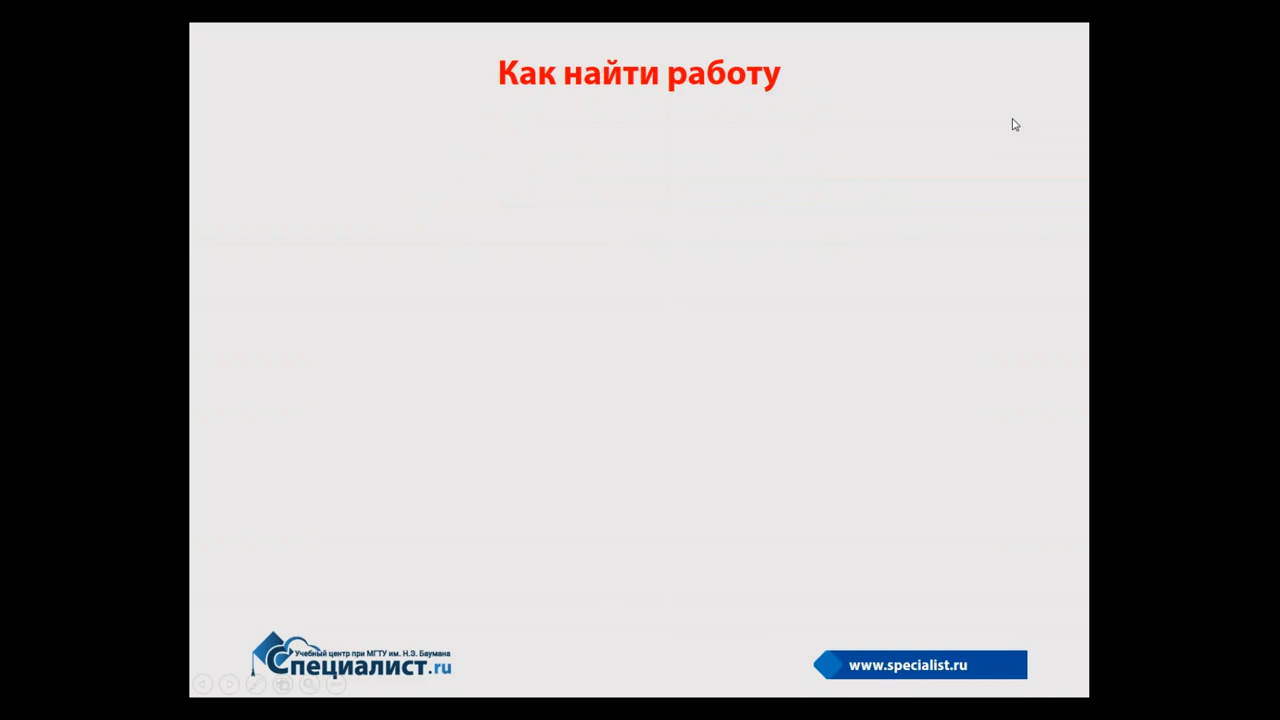 Как найти работу
Учебный центр при МГТУ им. Н.Э. Баумана
Специалист.ru
www.specialist.ru